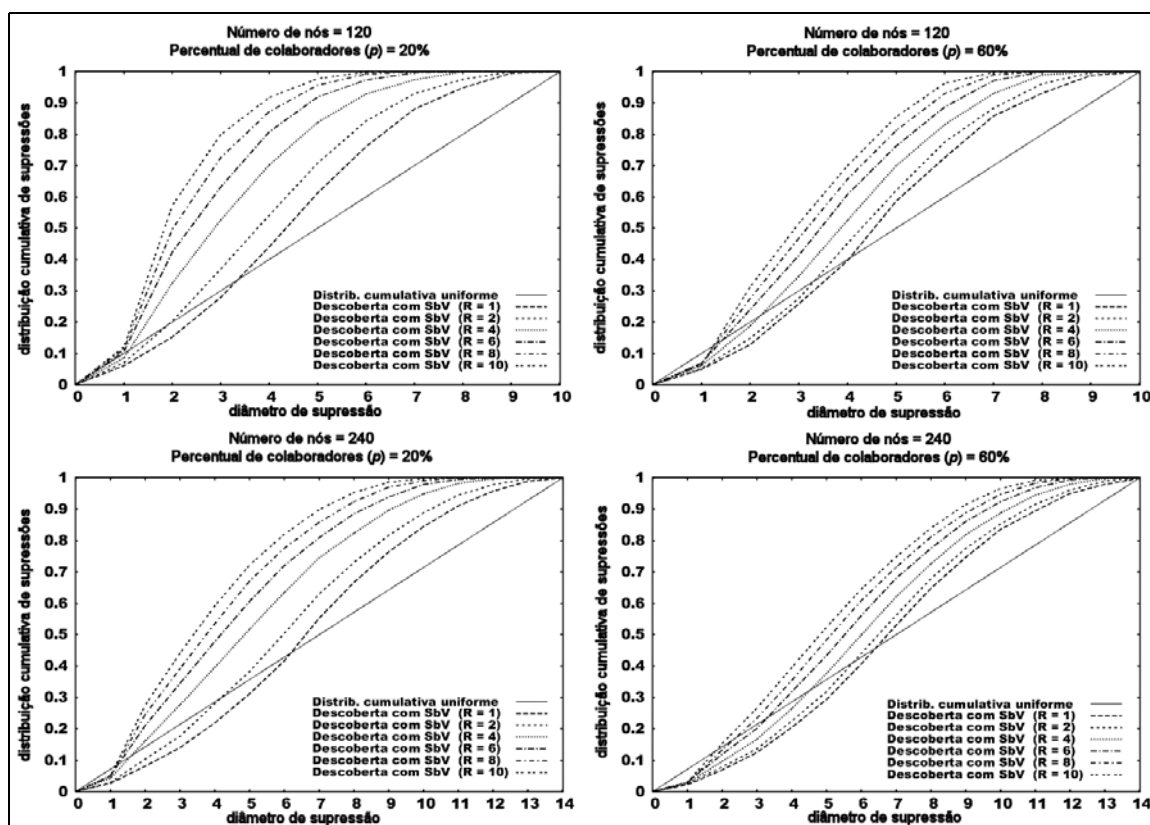 Número de nós = 120
Percentual de colaboradores (p) = 20%
distribuição cumulativa de supressões
1
0.9
0.8
0.7
0.6
0.5
0.4
0.3
0.2
0.1
0
Distrib. cumulativa uniforme
Descoberta com SbV (R = 1)
Descoberta com SbV (R = 2)
Descoberta com SbV (R = 4)
Descoberta com SbV (R = 6)
Descoberta com SbV (R = 8)
Descoberta com SbV (R = 10)
0 1 2 3 4 5 6 7 8 9 10
diâmetro de supressão
Número de nós = 120
Percentual de colaboradores (p) = 60%
distribuição cumulativa de supressões
1
0.9
0.8
0.7
0.6
0.5
0.4
0.3
0.2
0.1
0
Distrib. cumulativa uniforme
Descoberta com SbV (R = 1)
Descoberta com SbV (R = 2)
Descoberta com SbV (R = 4)
Descoberta com SbV (R = 6)
Descoberta com SbV (R = 8)
Descoberta com SbV (R = 10)
0 1 2 3 4 5 6 7 8 9 10
diâmetro de supressão
Número de nós = 240
Percentual de colaboradores (p) = 20%
distribuição cumulativa de supressões
1
0.9
0.8
0.7
0.6
0.5
0.4
0.3
0.2
0.1
0
Distrib. cumulativa uniforme
Descoberta com SbV (R = 1)
Descoberta com SbV (R = 2)
Descoberta com SbV (R = 4)
Descoberta com SbV (R = 6)
Descoberta com SbV (R = 8)
Descoberta com SbV (R = 10)
0 1 2 3 4 5 6 7 8 9 10 11 12 13 14
diâmetro de supressão
Número de nós = 240
Percentual de colaboradores (p) = 60%
distribuição cumulativa de supressões
1
0.9
0.8
0.7
0.6
0.5
0.4
0.3
0.2
0.1
0
Distrib. cumulativa uniforme
Descoberta com SbV (R = 1)
Descoberta com SbV (R = 2)
Descoberta com SbV (R = 4)
Descoberta com SbV (R = 6)
Descoberta com SbV (R = 8)
Descoberta com SbV (R = 10)
0 1 2 3 4 5 6 7 8 9 10 11 12 13 14
diâmetro de supressão